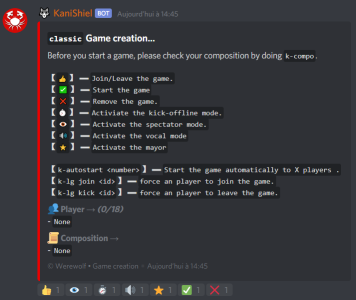 KaniShiel BOT Aujourd'hui à 14:45
classic Game creation...
Before you start a game, please check your composition by doing k-compo.
【 👍 】 — Join/Leave the game.
【 ✅ 】 — Start the game
【 ❌ 】 — Remove the game.
【 ⏱ 】 — Activiate the kick-offline mode.
【 👁 】 — Activate the spectator mode.
【 🔊 】 — Activate the vocal mode
【 ⭐ 】 — Activate the mayor
【 k-autostart <number> 】 — Start the game automatically to X players .
【 k-lg join <id> 】 — force an player to join the game.
【 k-lg kick <id> 】 — force an player to leave the game.
👥 Player → (0/18)
- None
📜 Composition →
- None
© Werewolf • Game creation · Aujourd'hui à 14:45
👍 1 👁 1 ⏱ 1 🔊 1 ⭐ 1 ✅ 1 ❌ 1